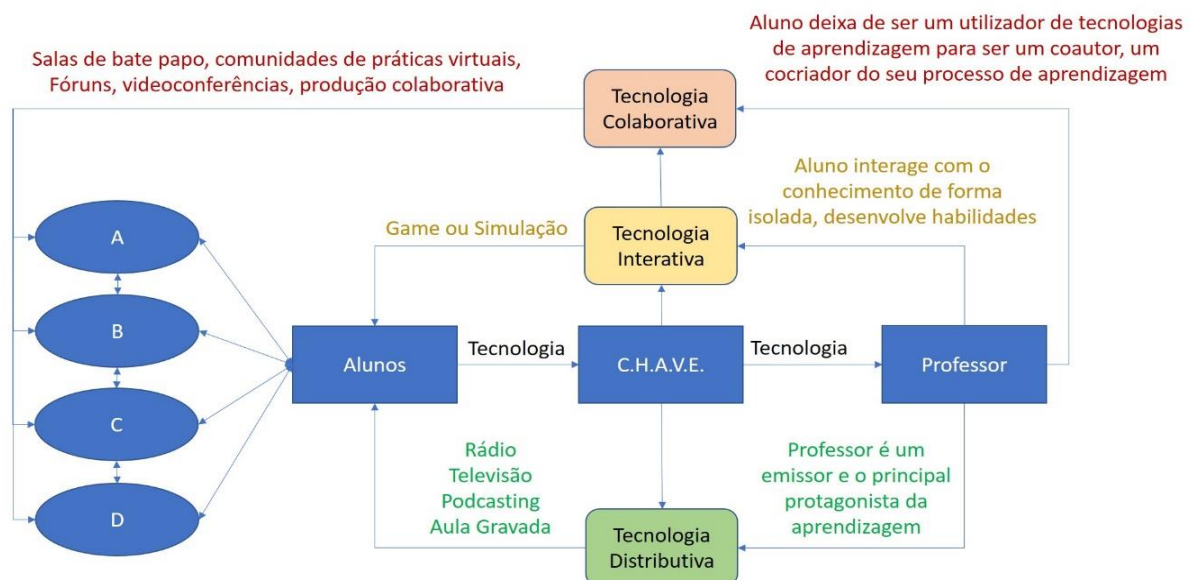 Aluno deixa de ser um utilizador de tecnologias
de aprendizagem para ser um coautor, um
cocriador do seu processo de aprendizagem
Salas de bate papo, comunidades de práticas virtuais,
Fóruns, videoconferências, produção colaborativa
Tecnologia
Colaborativa
Aluno interage com o
conhecimento de forma
isolada, desenvolve habilidades
Game ou Simulação
Tecnologia
Interativa
A
B
C
D
Alunos
Tecnologia
C.H.A.V.E.
Tecnologia
Professor
Rádio
Televisão
Podcasting
Aula Gravada
Professor é um
emissor e o principal
protagonista da
aprendizagem
Tecnologia
Distributiva